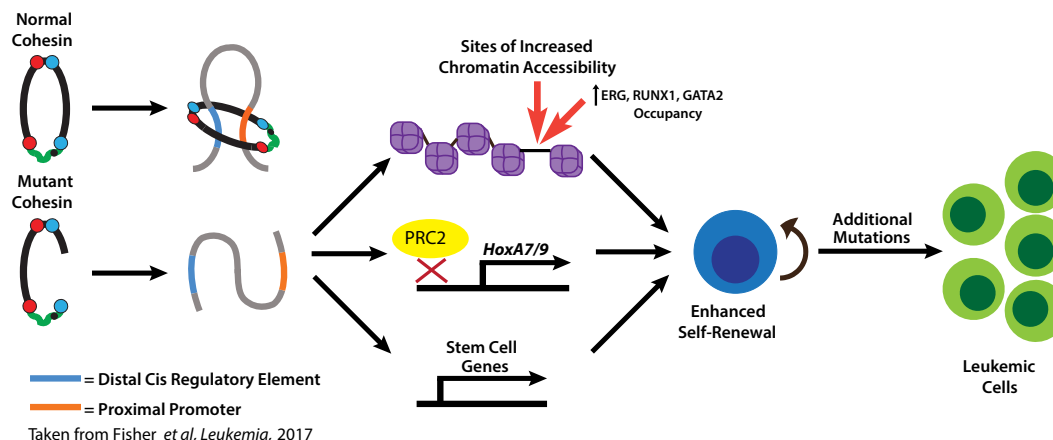 Normal
Cohesin
Mutant
Cohesin
Sites of Increased
Chromatin Accessibility
ERG, RUNX1, GATA2
Occupancy
PRC2
HoxA7/9
Stem Cell
Genes
Enhanced
Self-Renewal
Additional
Mutations
Leukemic
Cells
= Distal Cis Regulatory Element
= Proximal Promoter
Taken from Fisher et al, Leukemia, 2017